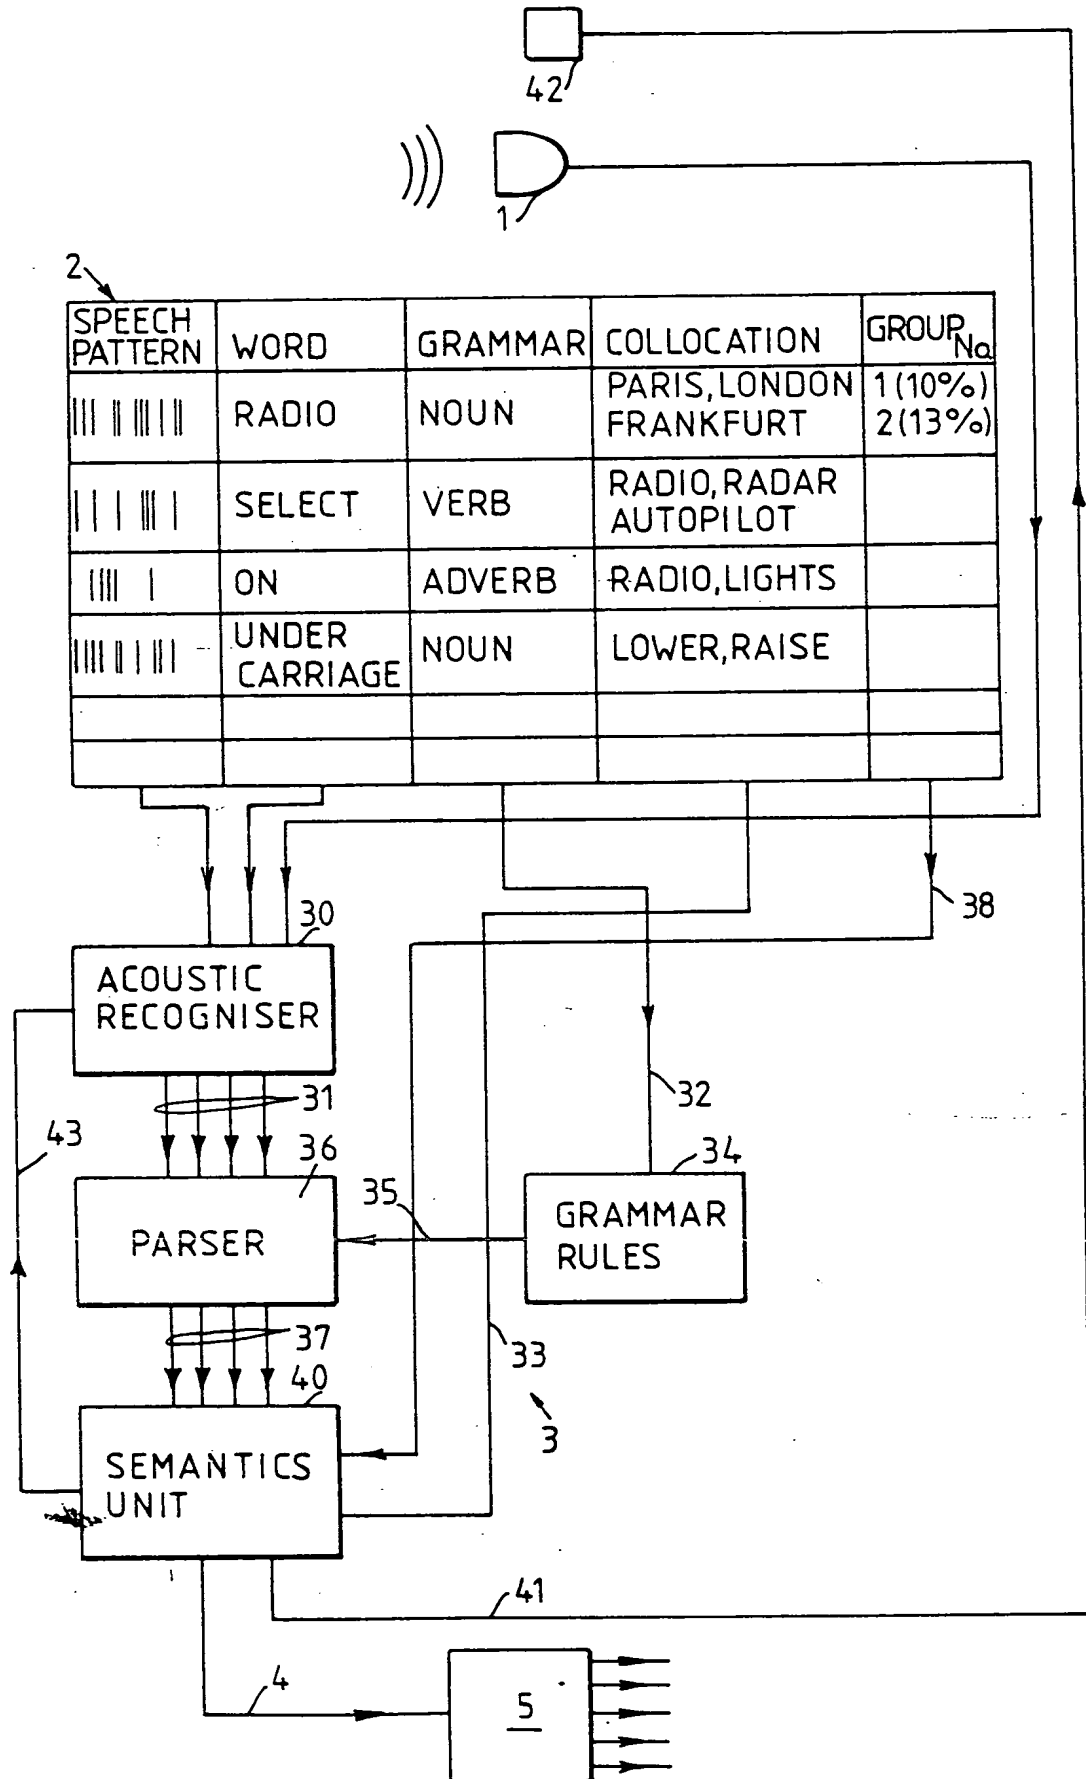 42
1
2
SPEECH PATTERN WORD GRAMMAR COLLOCATION GROUP No
RADIO NOUN PARIS, LONDON FRANKFURT 1 (10%) 2 (13%)
SELECT VERB RADIO, RADAR AUTOPILOT
ON ADVERB RADIO, LIGHTS
UNDER CARRIAGE NOUN LOWER, RAISE
38
30
ACOUSTIC
RECOGNISER
31
32
43
36
34
35
PARSER
GRAMMAR
RULES
37
33
40
3
SEMANTICS
UNIT
41
4
5